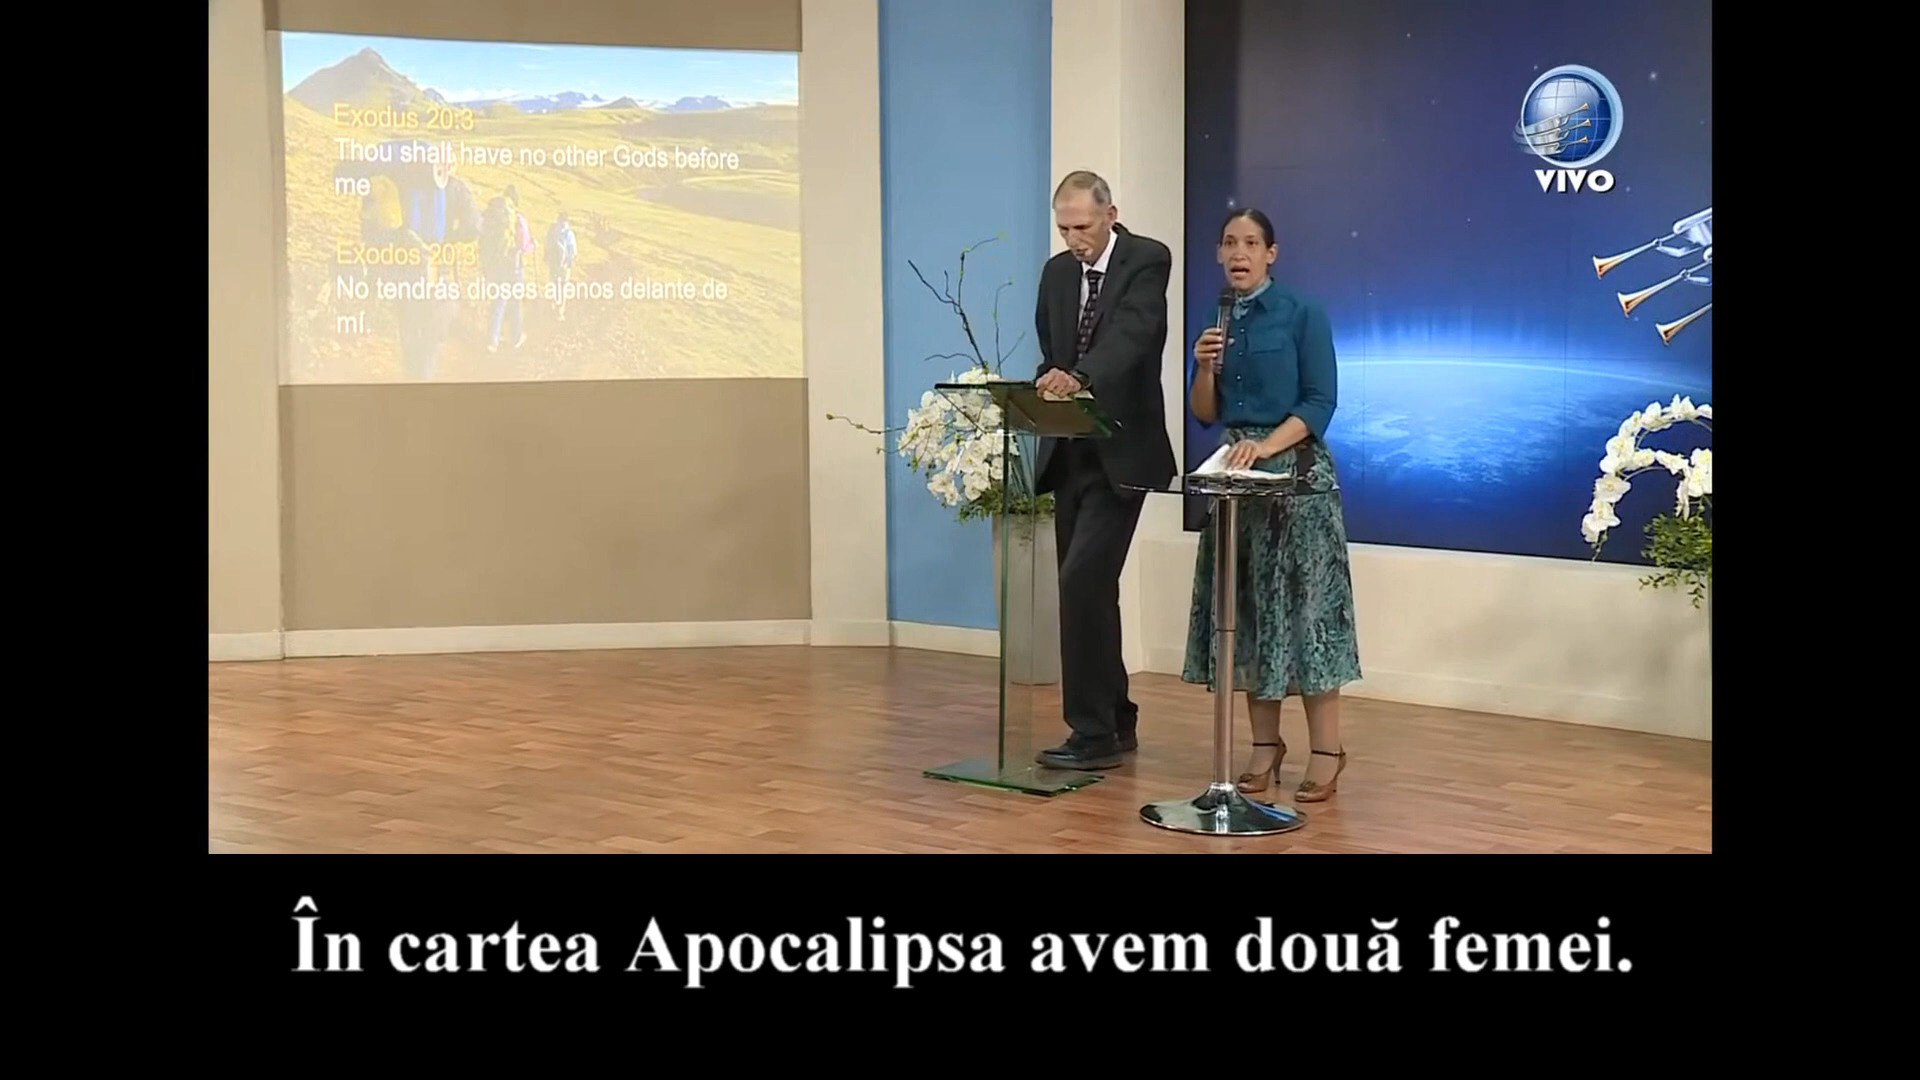 Exodus 20:3
Thou shalt have no other Gods before
me
Exodos 20:3
No tendrás dioses ajenos delante de
mí.
VIVO
În cartea Apocalipsa avem două femei.